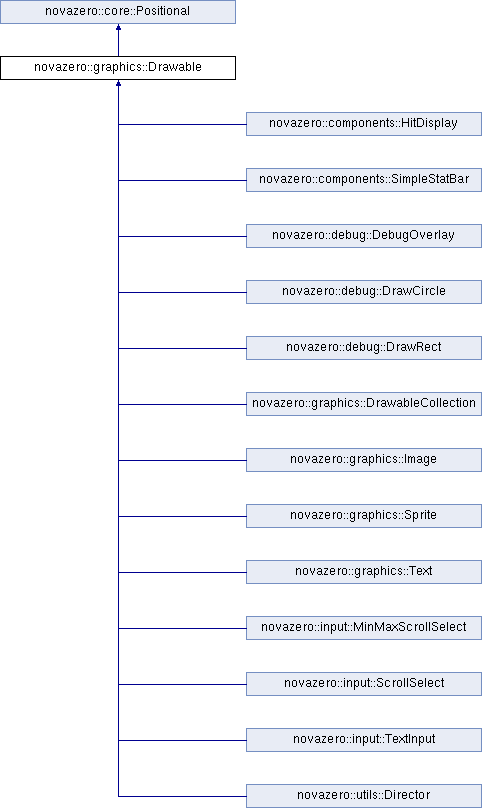 novazero::core::Positional
novazero::graphics::Drawable
novazero::components::HitDisplay
novazero::components::SimpleStatBar
novazero::debug::DebugOverlay
novazero::debug::DrawCircle
novazero::debug::DrawRect
novazero::graphics::DrawableCollection
novazero::graphics::Image
novazero::graphics::Sprite
novazero::graphics::Text
novazero::input::MinMaxScrollSelect
novazero::input::ScrollSelect
novazero::input::TextInput
novazero::utils::Director